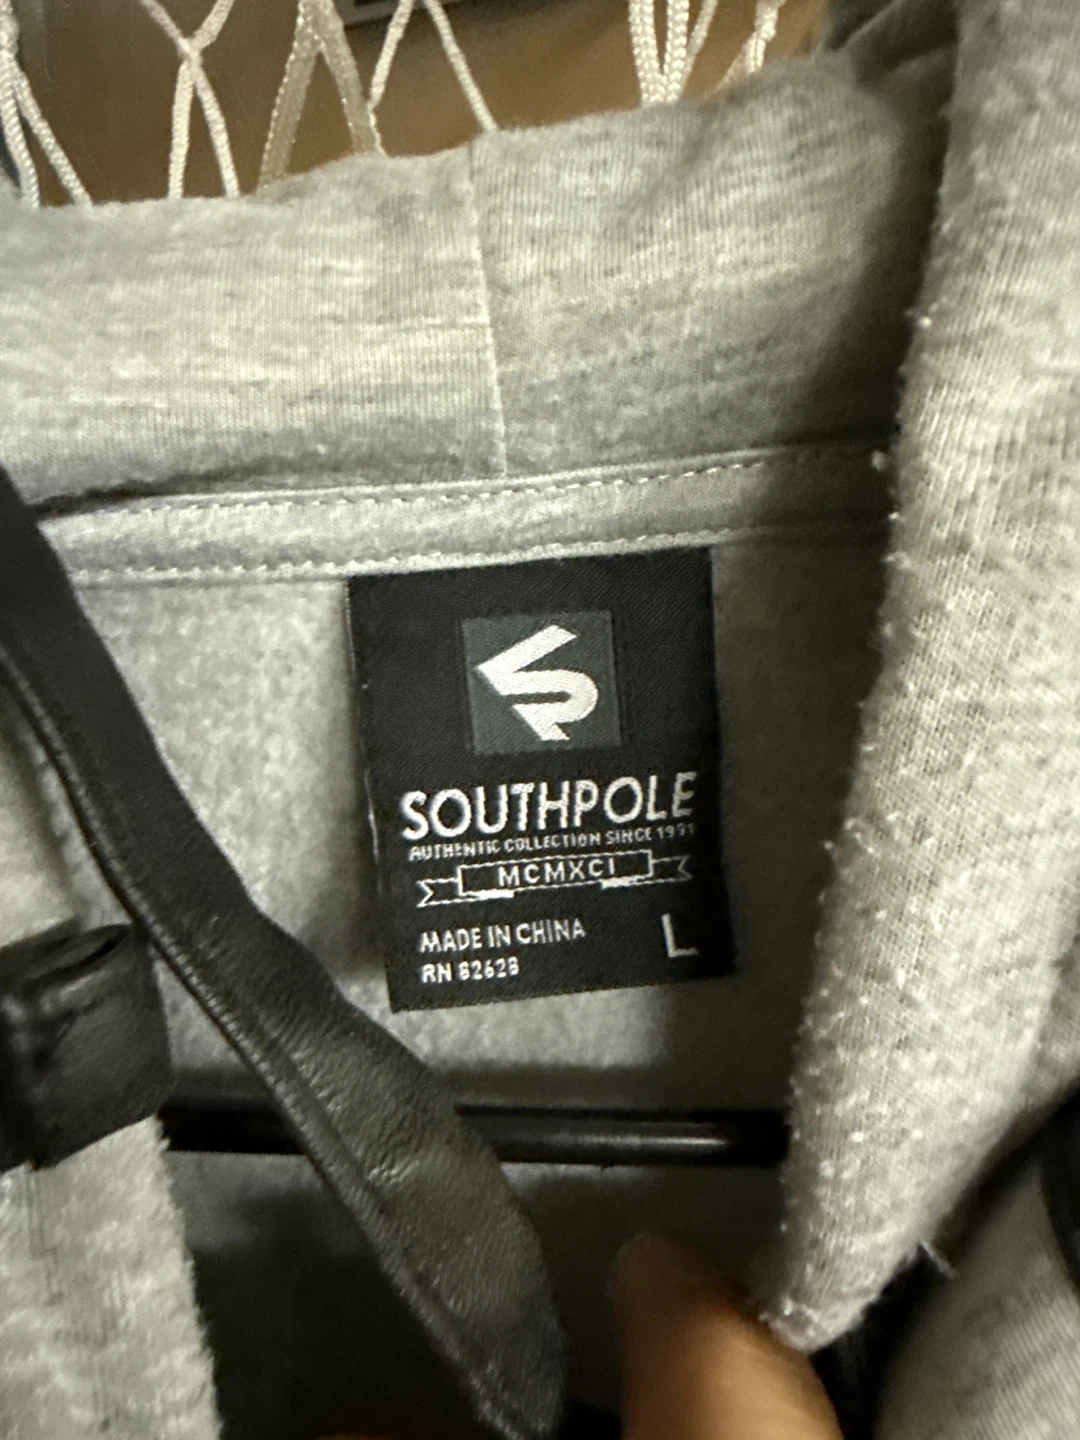 SOUTHPOLE
AUTHENTIC COLLECTION SINCE 1991
MCMXCI
MADE IN CHINA L
RN 82628